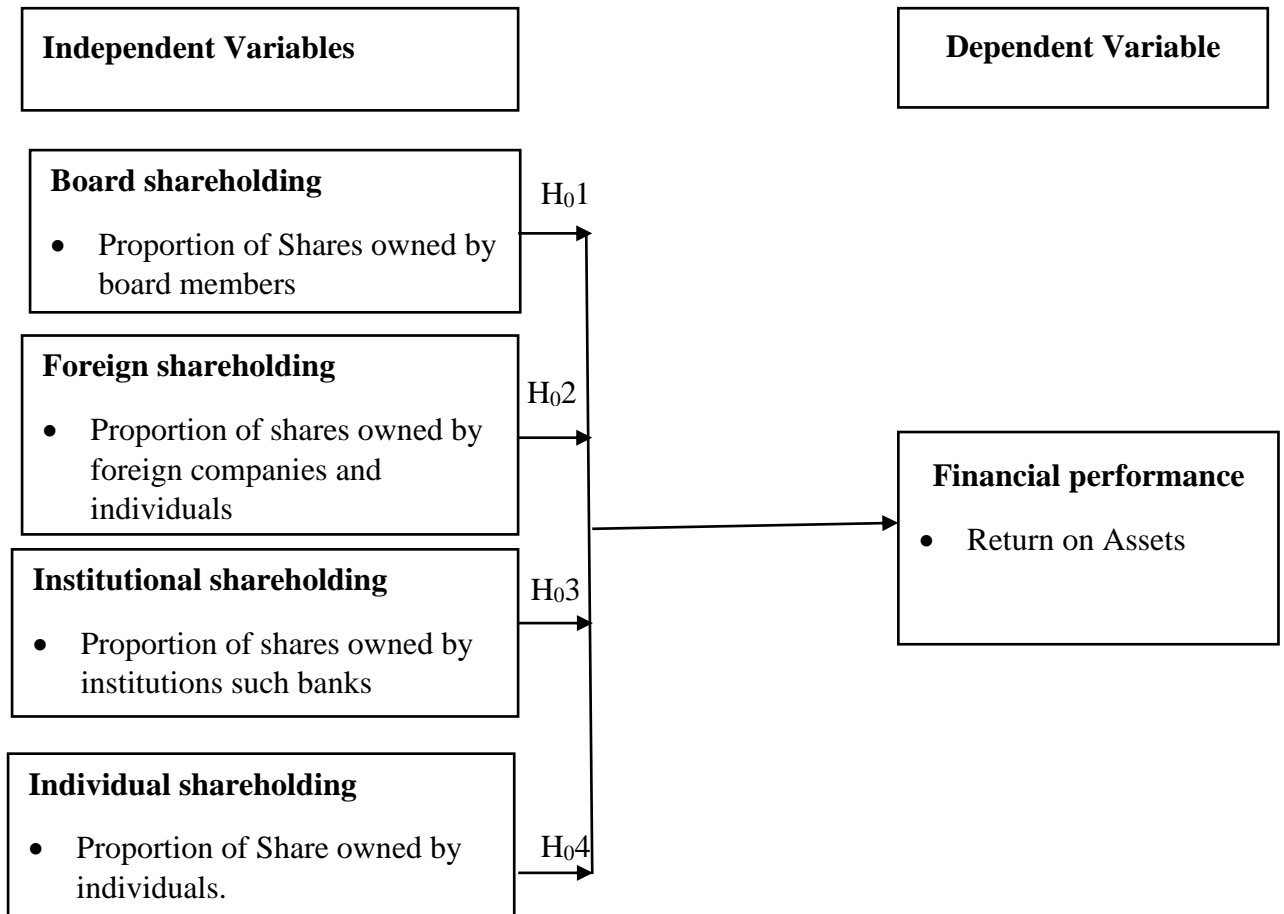 Independent Variables
Dependent Variable
Board shareholding
• Proportion of Shares owned by
board members
H₀1
Foreign shareholding
• Proportion of shares owned by
foreign companies and
individuals
H₀2
Institutional shareholding
• Proportion of shares owned by
institutions such banks
H₀3
Individual shareholding
• Proportion of Share owned by
individuals.
H₀4
Financial performance
• Return on Assets